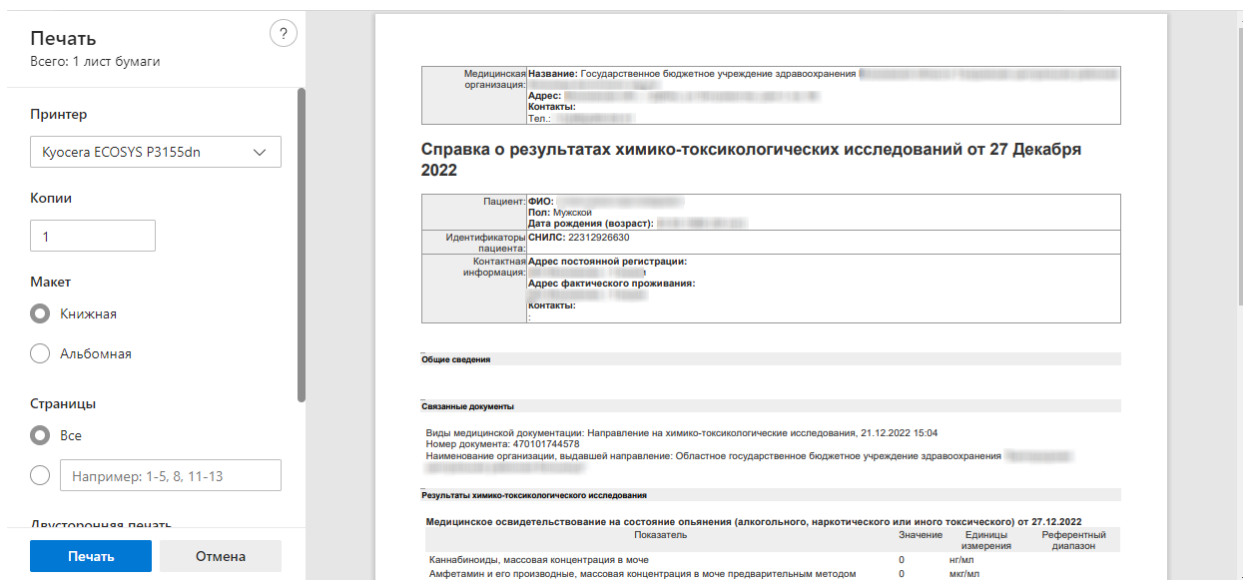 Печать
?
Всего: 1 лист бумаги
Принтер
Kyocera ECOSYS P3155dn
Копии
1
Макет
Книжная
Альбомная
Страницы
Все
Например: 1-5, 8, 11-13
Двусторонняя печать
Печать
Отмена
Медицинская организация:
Название: Государственное бюджетное учреждение здравоохранения
Адрес:
Контакты:
Тел.:
Справка о результатах химико-токсикологических исследований от 27 Декабря
2022
Пациент: ФИО:
Пол: Мужской
Дата рождения (возраст):
Идентификаторы пациента:
СНИЛС: 22312926630
Контактная информация:
Адрес постоянной регистрации:
Адрес фактического проживания:
Контакты:
:
Общие сведения
Связанные документы
Виды медицинской документации: Направление на химико-токсикологические исследования, 21.12.2022 15:04
Номер документа: 470101744578
Наименование организации, выдавшей направление: Областное государственное бюджетное учреждение здравоохранения
Результаты химико-токсикологического исследования
Медицинское освидетельствование на состояние опьянения (алкогольного, наркотического или иного токсического) от 27.12.2022
Показатель Значение Единицы измерения Референтный диапазон
Каннабиноиды, массовая концентрация в моче 0 нг/мл
Амфетамин и его производные, массовая концентрация в моче предварительным методом 0 мкг/мл